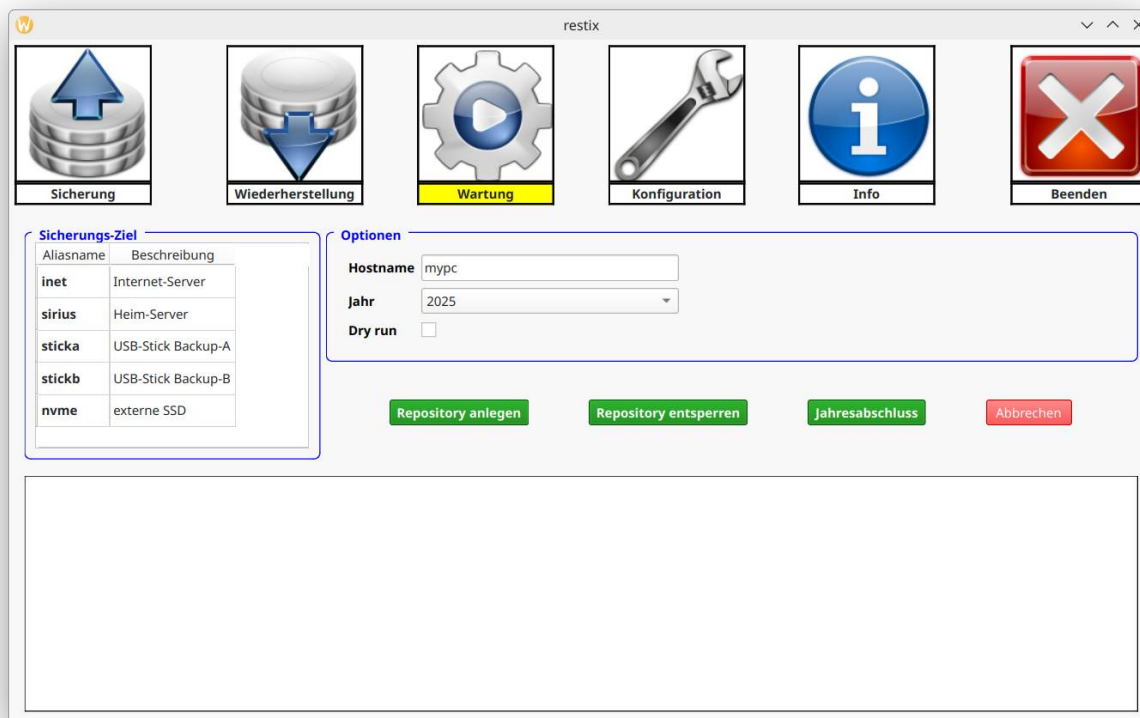 restix
Sicherung
Wiederherstellung
Wartung
Konfiguration
Info
Beenden
Sicherungs-Ziel
Aliasname Beschreibung
inet Internet-Server
sirius Heim-Server
sticka USB-Stick Backup-A
stickb USB-Stick Backup-B
nvme externe SSD
Optionen
Hostname mypc
Jahr 2025
Dry run
Repository anlegen
Repository entsperren
Jahresabschluss
Abbrechen